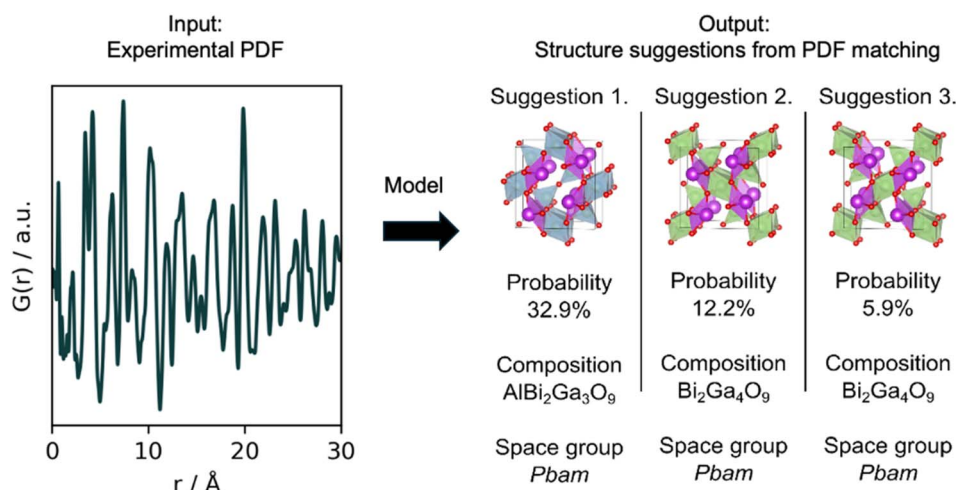 Input:
Experimental PDF
G(r) / a.u.
0
10
20
30
r / Å
Model
Output:
Structure suggestions from PDF matching
Suggestion 1.
Probability
32.9%
Composition
AlBi₂Ga₃O₉
Space group
Pbam
Suggestion 2.
Probability
12.2%
Composition
Bi₂Ga₄O₉
Space group
Pbam
Suggestion 3.
Probability
5.9%
Composition
Bi₂Ga₄O₉
Space group
Pbam